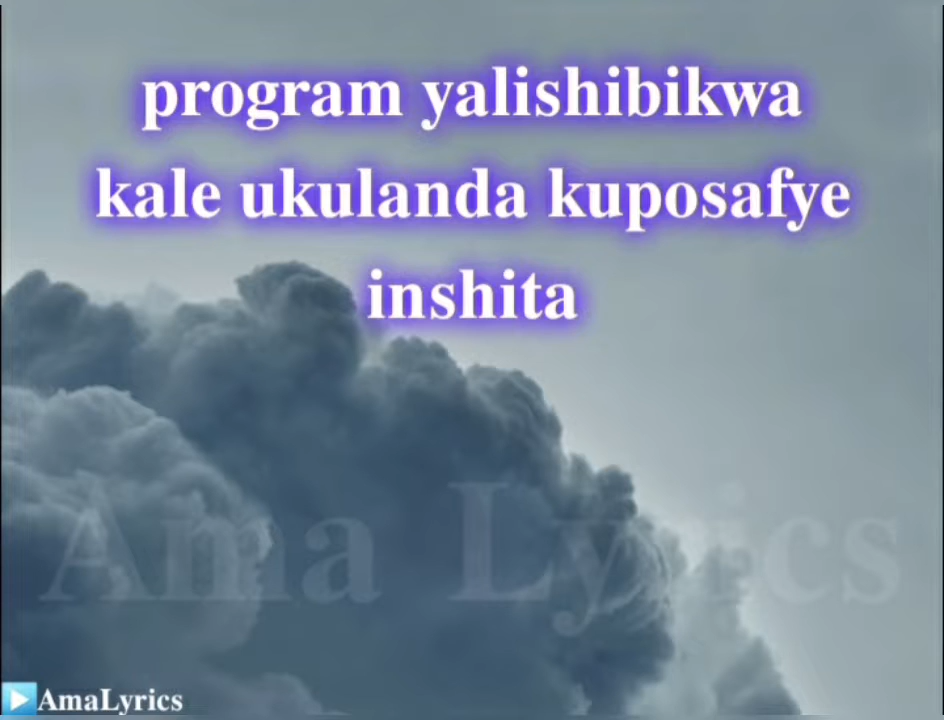 program yalishibikwa
kale ukulanda kuposafye
inshita
Ama Lyrics
AmaLyrics